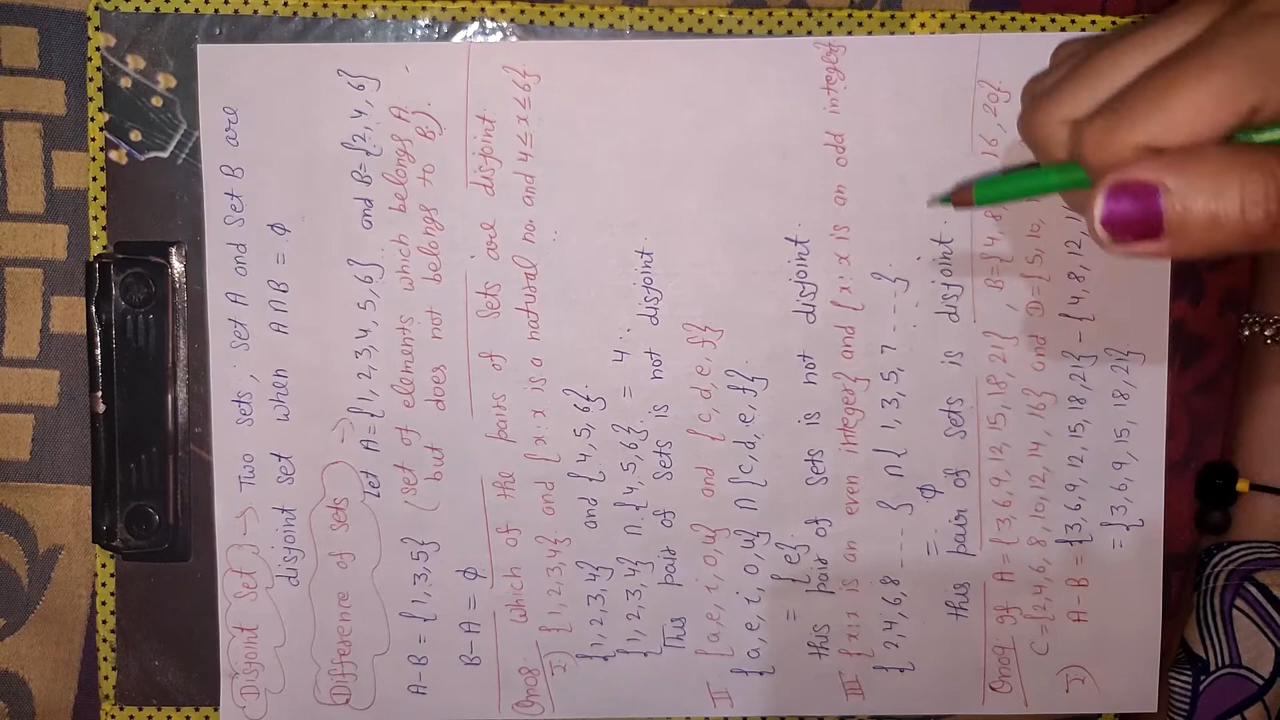 Disjoint Set → Two sets, Set A and Set B are
disjoint set when A ∩ B = ϕ
Difference of sets →
Let A = {1, 2, 3, 4, 5, 6} and B = {2, 4, 6}
A-B = {1, 3, 5} (set of elements which belongs A
but does not belongs to B).
B-A = ϕ
Which of the pairs of sets are disjoint.
I) {1, 2, 3, 4} and {x : x is a natural no. and 4 ≤ x ≤ 6}
{1, 2, 3, 4} and {4, 5, 6}.
{1, 2, 3, 4} ∩ {4, 5, 6}. = 4.
This pair of Sets is not disjoint.
II {a, e, i, o, u} and {c, d, e, f}
{a, e, i, o, u} ∩ {c, d, e, f}.
= {e}.
this pair of sets is not disjoint.
III {x : x is an even integer} and {x : x is an odd integer}
{2, 4, 6, 8 ---- } ∩ {1, 3, 5, 7 ----}.
= ϕ
this pair of sets is disjoint.
If A = {3, 6, 9, 12, 15, 18, 21}, B = {4, 8, 16, 20}.
C = {2, 4, 6, 8, 10, 12, 14, 16} and D = {5, 10,
I) A-B = {3, 6, 9, 12, 15, 18, 21} - {4, 8, 12,
= {3, 6, 9, 15, 18, 21}.